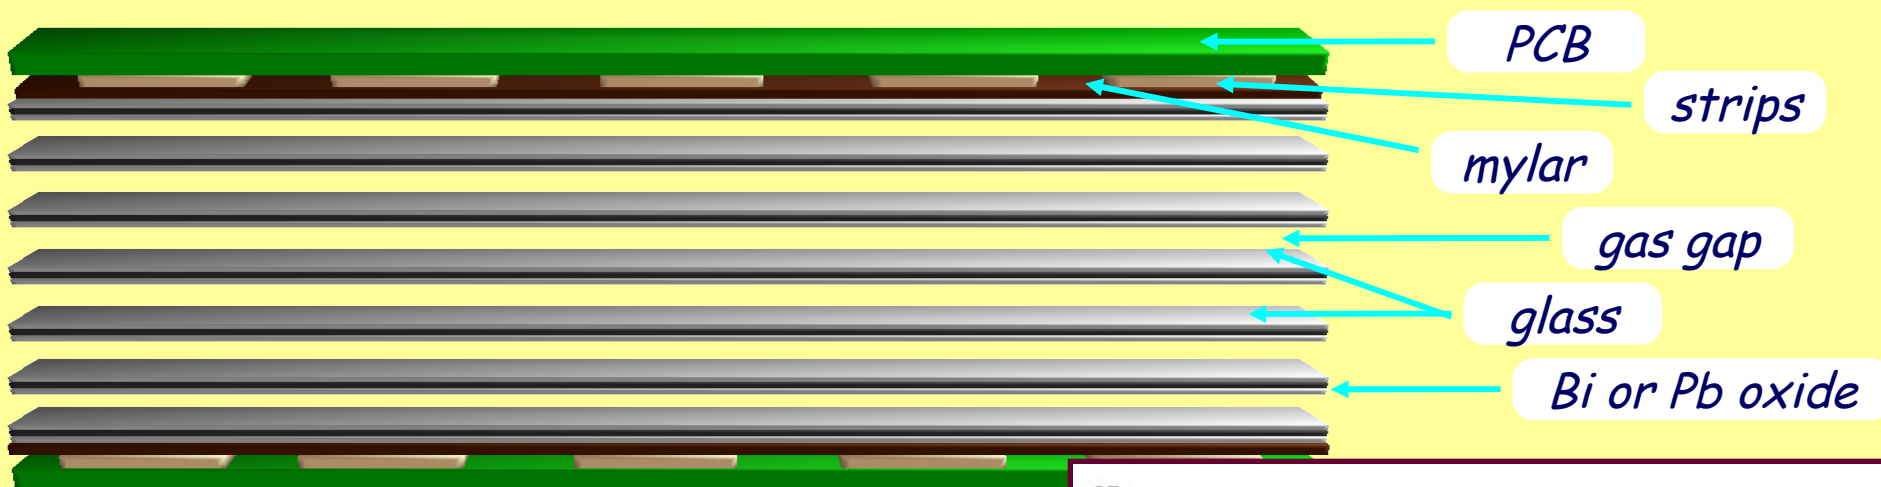 PCB
strips
mylar
gas gap
glass
Bi or Pb oxide